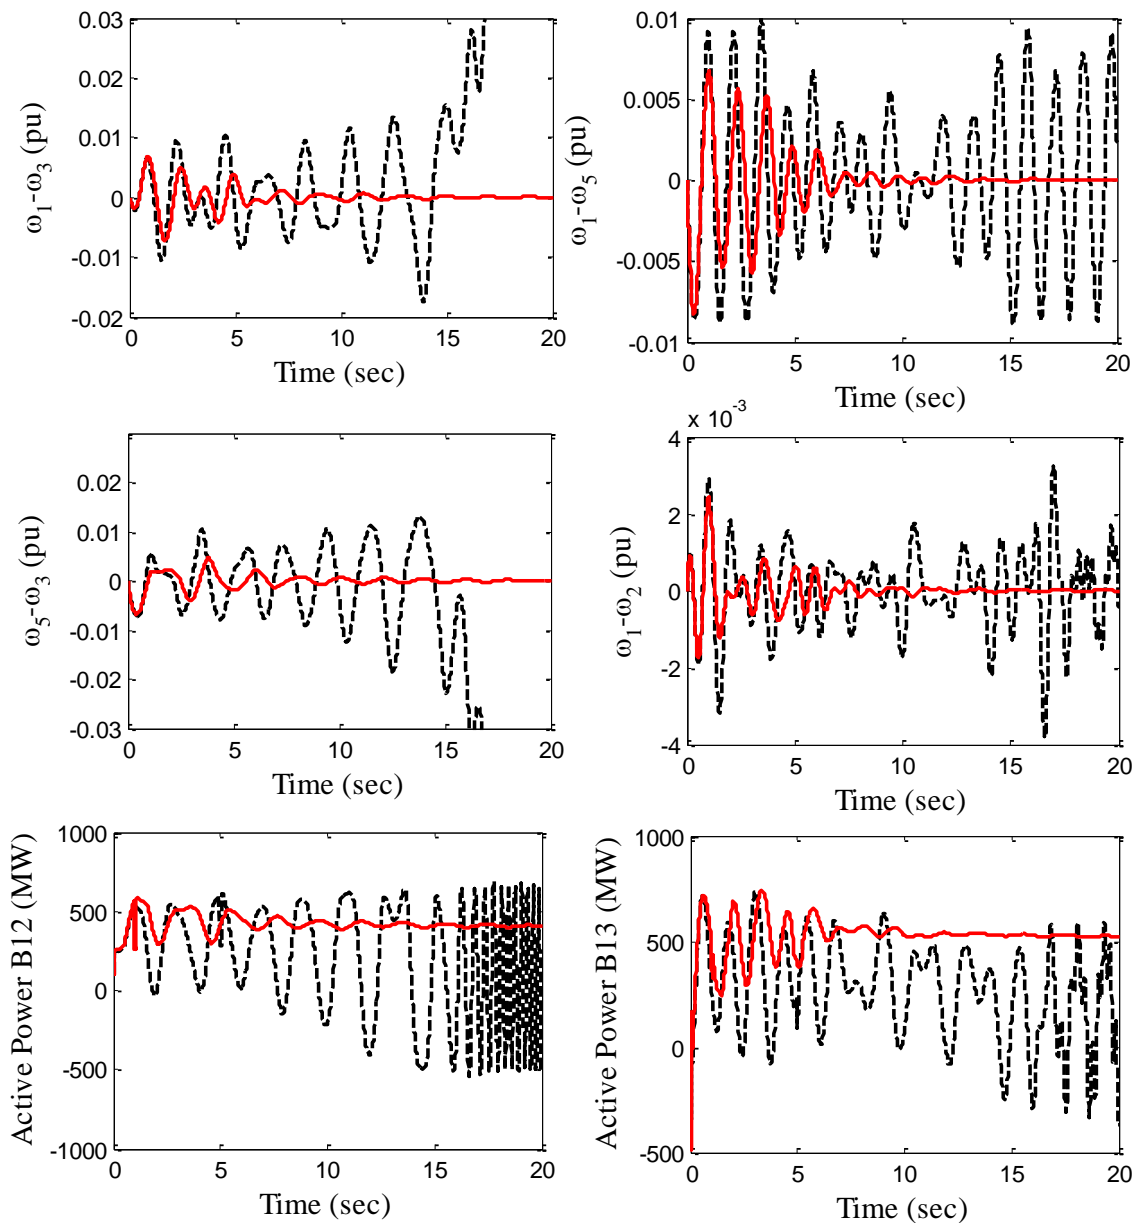 0.03
0.02
0.01
0
-0.01
-0.02
0 5 10 15 20
ω1-ω3 (pu)
Time (sec)
0.01
0.005
0
-0.005
-0.01
0 5 10 15 20
ω1-ω5 (pu)
Time (sec)
0.02
0.01
0
-0.01
-0.02
-0.03
0 5 10 15 20
ω5-ω3 (pu)
Time (sec)
x 10-3
4
2
0
-2
-4
0 5 10 15 20
ω1-ω2 (pu)
Time (sec)
1000
500
0
-500
-1000
0 5 10 15 20
Active Power B12 (MW)
Time (sec)
1000
500
0
-500
0 5 10 15 20
Active Power B13 (MW)
Time (sec)